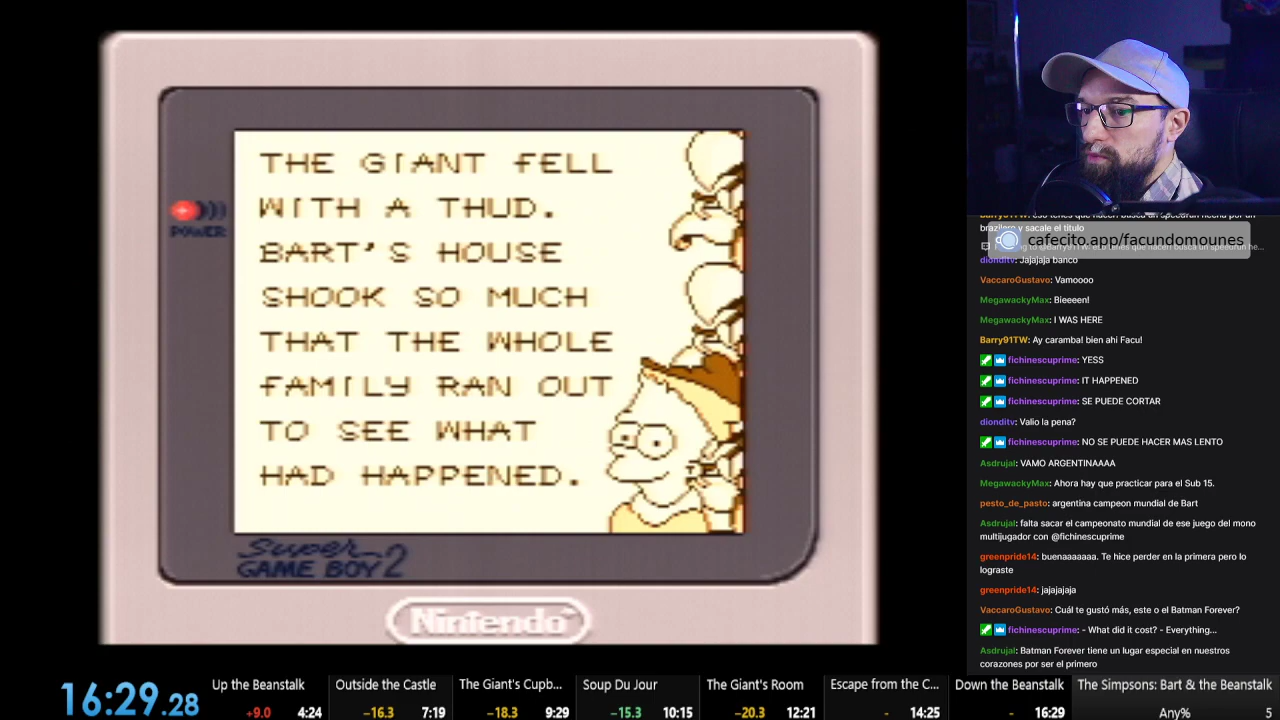 THE GIANT FELL
WITH A THUD.
BART'S HOUSE
SHOOK SO MUCH
THAT THE WHOLE
FAMILY RAN OUT
TO SEE WHAT
HAD HAPPENED.
POWER
Super
GAME BOY 2
Nintendo
brazilero y sacale el titulo
cafecito.app/facundomounes
dionditv: Jajajaja banco
VaccaroGustavo: Vamoooo
MegawackyMax: Bieeeen!
MegawackyMax: I WAS HERE
Barry91TW: Ay caramba! bien ahi Facu!
fichinescuprime: YESS
fichinescuprime: IT HAPPENED
fichinescuprime: SE PUEDE CORTAR
dionditv: Valio la pena?
fichinescuprime: NO SE PUEDE HACER MAS LENTO
Asdrujal: VAMO ARGENTINAAAA
MegawackyMax: Ahora hay que practicar para el Sub 15.
pesto_de_pasto: argentina campeon mundial de Bart
Asdrujal: falta sacar el campeonato mundial de ese juego del mono
multijugador con @fichinescuprime
greenpride14: buenaaaaaaa. Te hice perder en la primera pero lo
lograste
greenpride14: jajajajaja
VaccaroGustavo: Cuál te gustó más, este o el Batman Forever?
fichinescuprime: - What did it cost? - Everything...
Asdrujal: Batman Forever tiene un lugar especial en nuestros
corazones por ser el primero
16:29.28
Up the Beanstalk
+9.0 4:24
Outside the Castle
−16.3 7:19
The Giant's Cupb...
−18.3 9:29
Soup Du Jour
−15.3 10:15
The Giant's Room
−20.3 12:21
Escape from the C...
- 14:25
Down the Beanstalk
- 16:29
The Simpsons: Bart & the Beanstalk
Any% 5